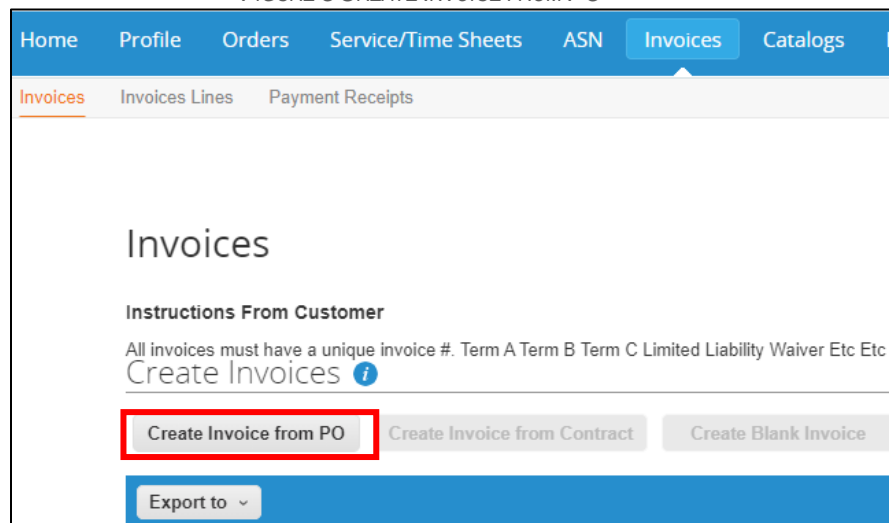 Home Profile Orders Service/Time Sheets ASN Invoices Catalogs
Invoices Invoices Lines Payment Receipts
Invoices
Instructions From Customer
All invoices must have a unique invoice #. Term A Term B Term C Limited Liability Waiver Etc Etc
Create Invoices
Create Invoice from PO Create Invoice from Contract Create Blank Invoice
Export to